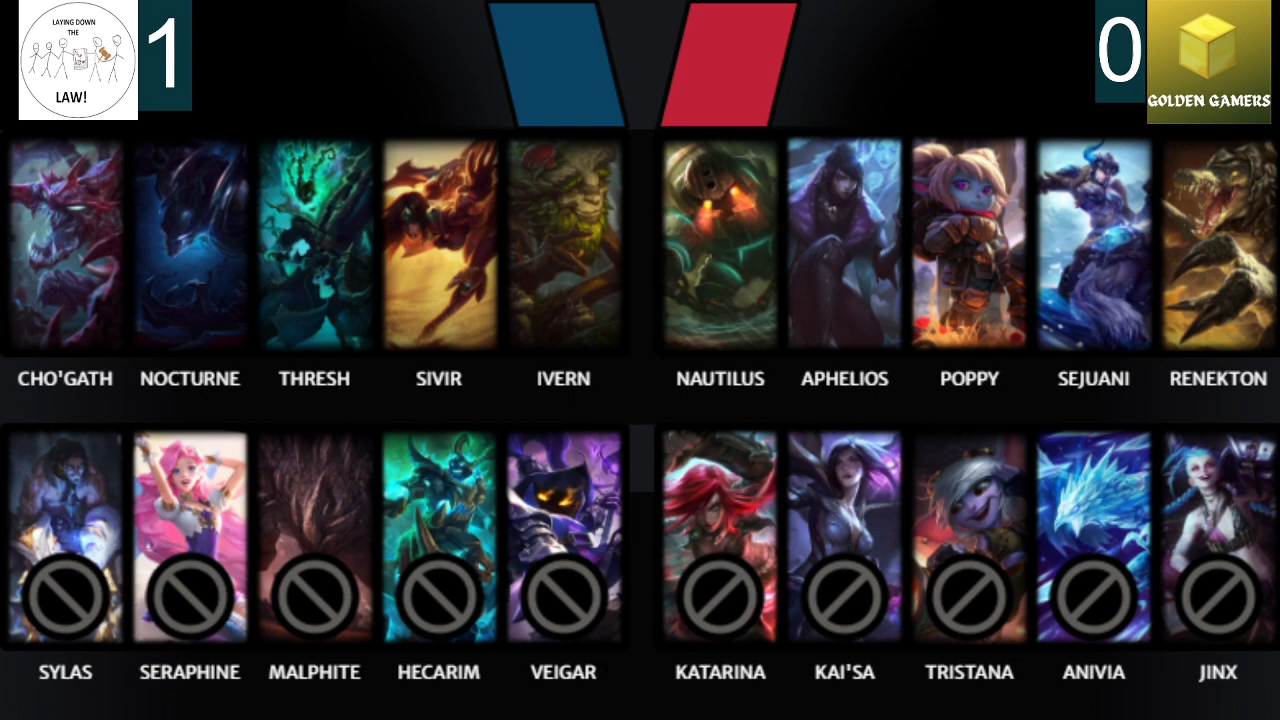 LAYING DOWN
THE
LAW!
1
0
GOLDEN GAMERS
CHO'GATH NOCTURNE THRESH SIVIR IVERN NAUTILUS APHELIOS POPPY SEJUANI RENEKTON
SYLAS SERAPHINE MALPHITE HECARIM VEIGAR KATARINA KAI'SA TRISTANA ANIVIA JINX